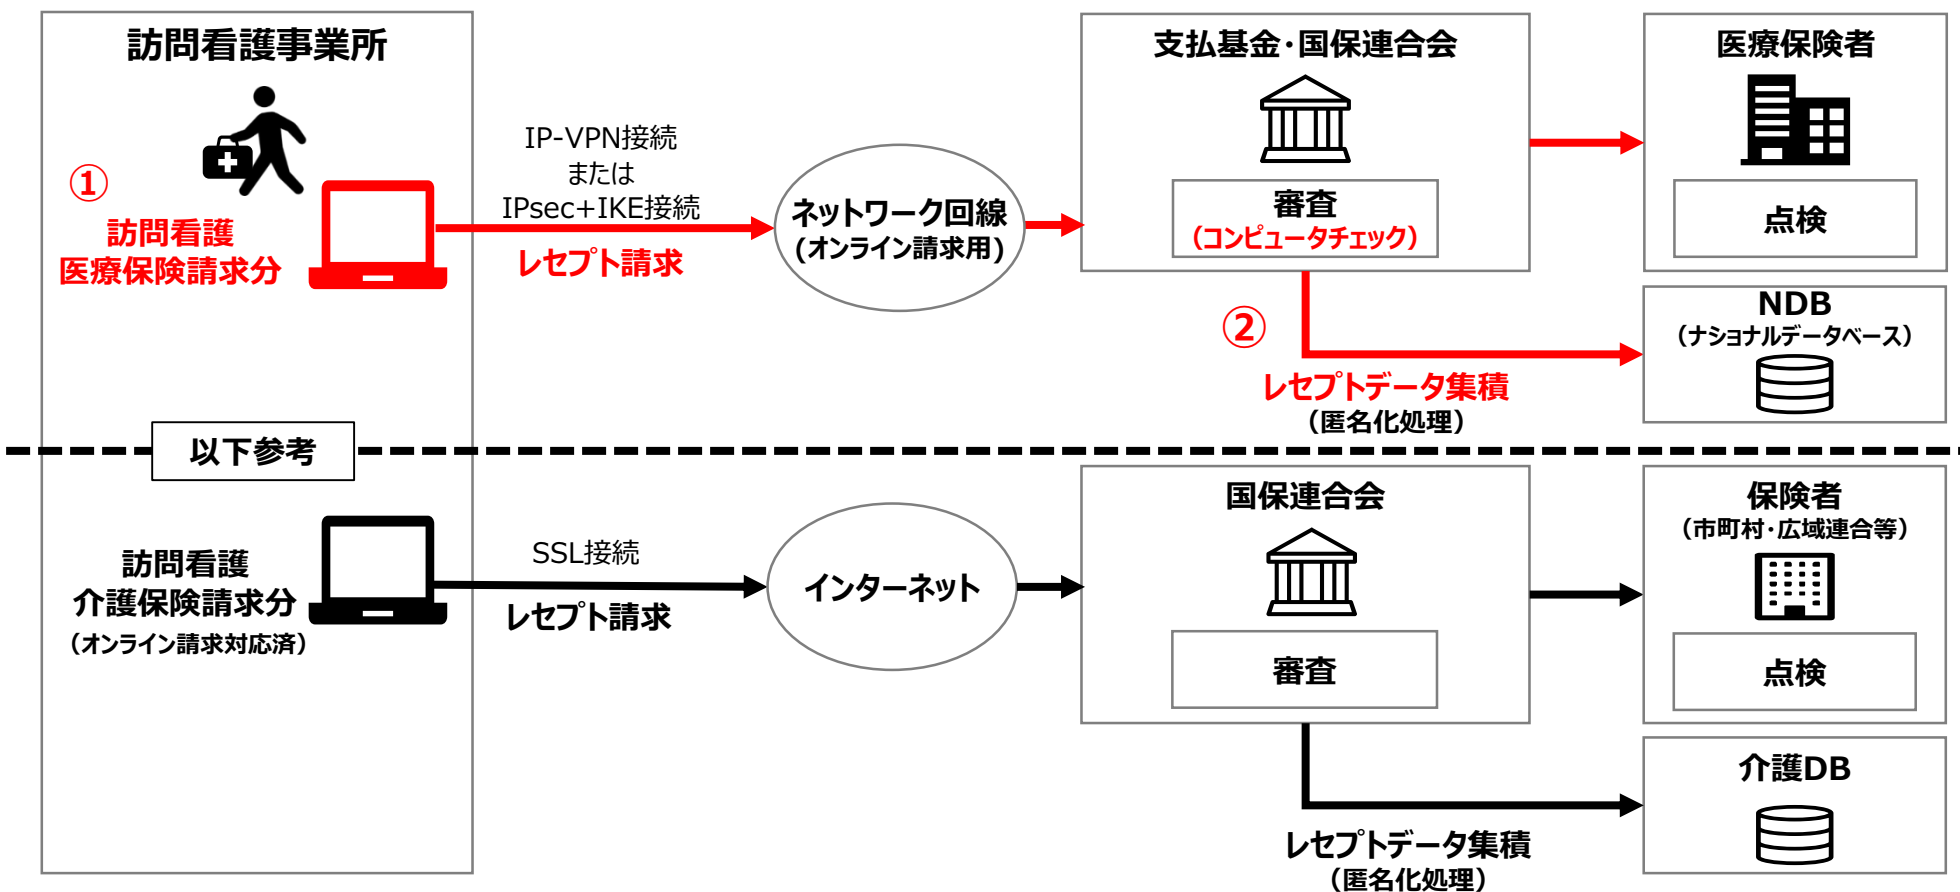 訪問看護事業所
①
訪問看護
医療保険請求分
IP-VPN接続
または
IPsec+IKE接続
レセプト請求
ネットワーク回線
(オンライン請求用)
支払基金・国保連合会
審査
（コンピュータチェック）
医療保険者
点検
②
レセプトデータ集積
（匿名化処理）
NDB
（ナショナルデータベース）
以下参考
訪問看護
介護保険請求分
（オンライン請求対応済）
SSL接続
レセプト請求
インターネット
国保連合会
審査
保険者
（市町村・広域連合等）
点検
レセプトデータ集積
（匿名化処理）
介護DB